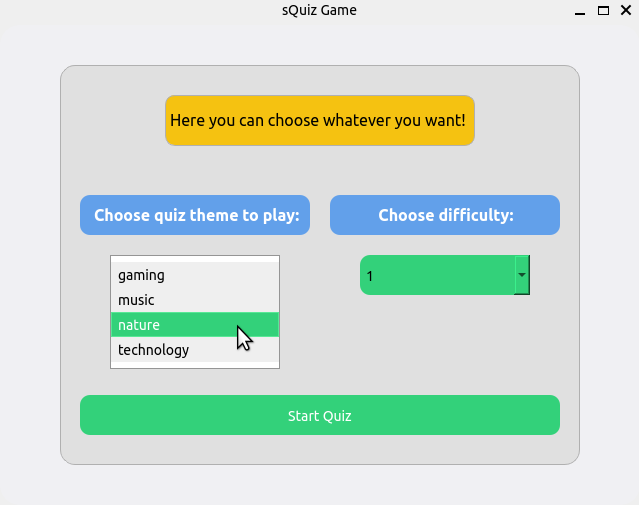 sQuiz Game
Here you can choose whatever you want!
Choose quiz theme to play:
Choose difficulty:
gaming
music
nature
technology
1
Start Quiz